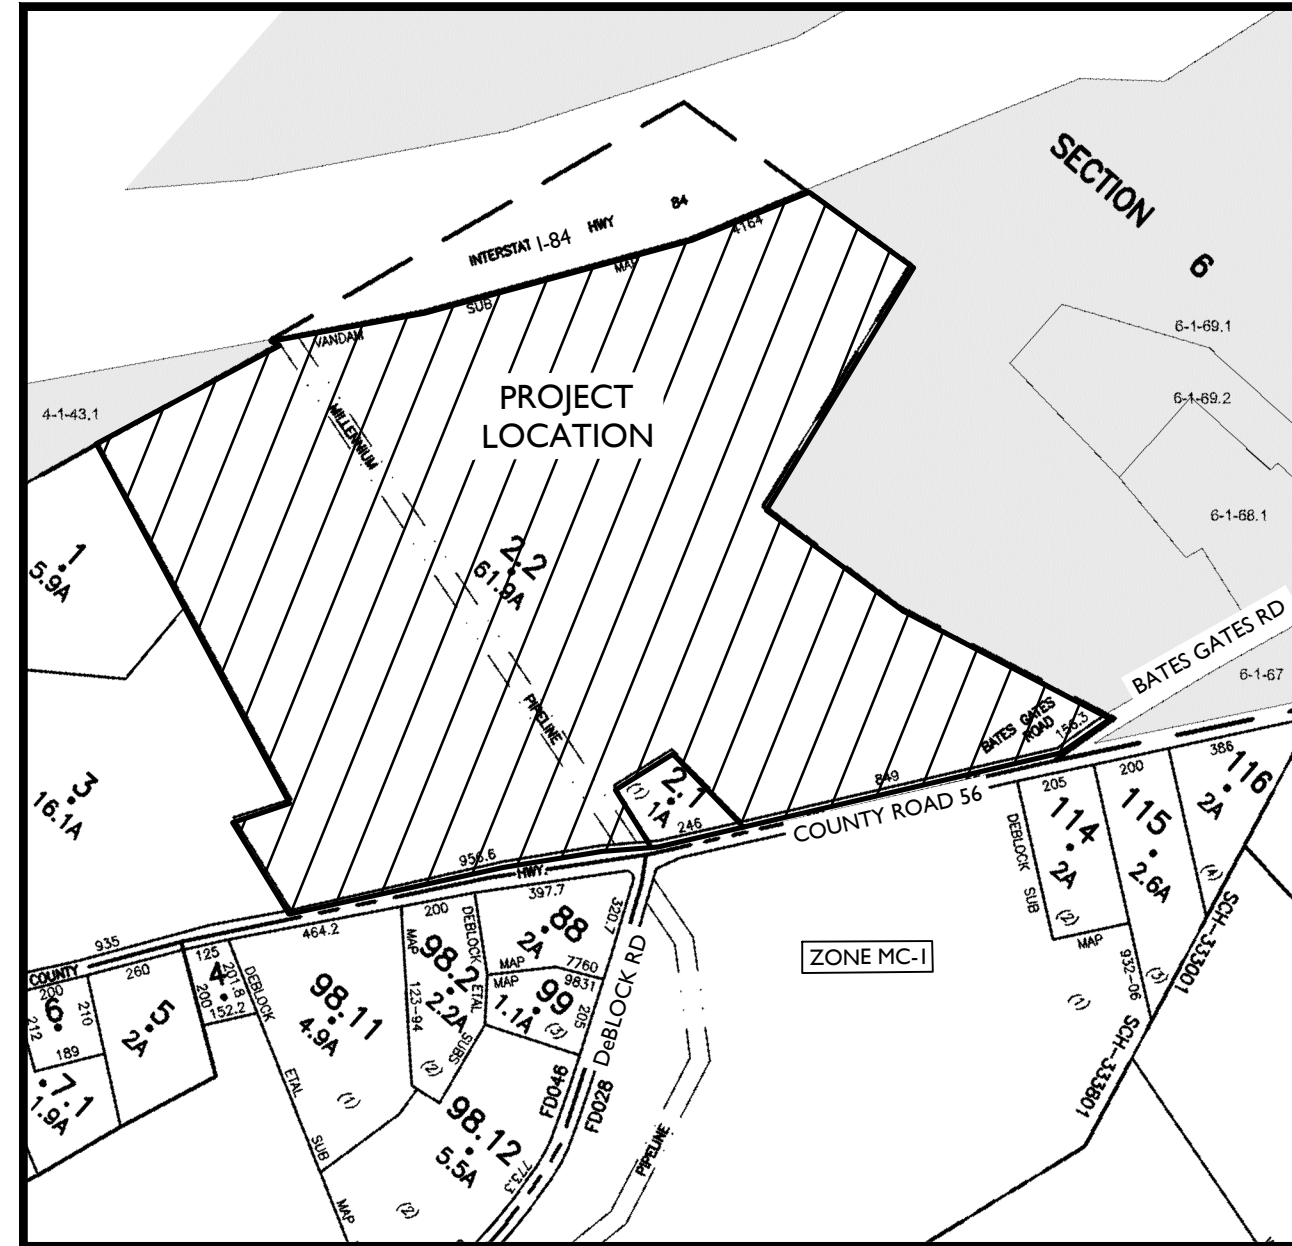 SECTION
6
INTERSTAT I-84 HWY 84
4164
MAP
SUB
VANDAM
6-1-69.1
6-1-69.2
6-1-68.1
6-1-67
4-1-43.1
PROJECT
LOCATION
MILLENNIUM
PIPELINE
2.2
61.9A
1
5.9A
3
16.1A
BATES GATES RD
BATES GATES
ROAD
156.3
2.1
(1) 1A
246
849
COUNTY ROAD 56
956.6
HWY.
935
COUNTY
200
6
212
210
189
7.1
1.9A
260
5
2A
125
4
200
201.8
152.2
DEBLOCK
ETAL
SUB
MAP
464.2
98.11
4.9A
(1)
200
MAP
123-94
98.2
2.2A
(2)
DEBLOCK
ETAL
SUBS
397.7
88
2A
320.7
MAP
7760
MAP
9831
99
1.1A
(3)
205
98.12
5.5A
(2)
773.3
DeBLOCK RD
FD046
FD028
PIPELINE
ZONE MC-1
205
114
2A
(2)
DEBLOCK
SUB
MAP
932-06
(1)
200
115
2.6A
(3)
386
116
2A
(4)
SCH-333001
SCH-333801